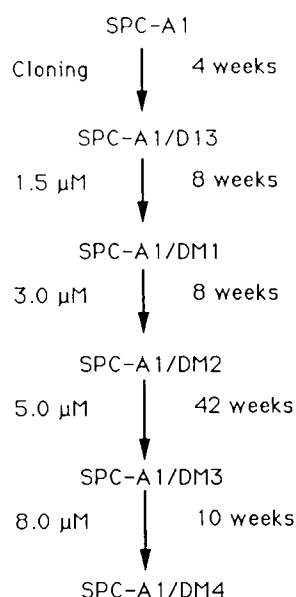 SPC-A1
Cloning 4 weeks
SPC-A1/D13
1.5 µM 8 weeks
SPC-A1/DM1
3.0 µM 8 weeks
SPC-A1/DM2
5.0 µM 42 weeks
SPC-A1/DM3
8.0 µM 10 weeks
SPC-A1/DM4